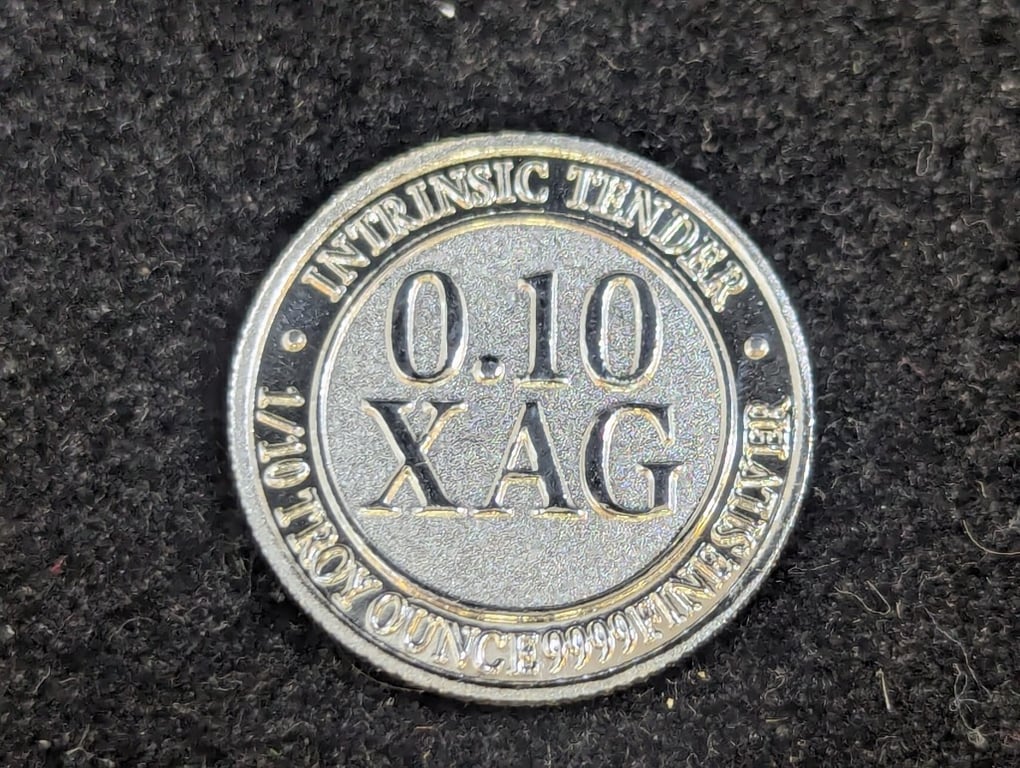 INTRINSIC TENDER
0.10
XAG
1/10 TROY OUNCE 9999 FINE SILVER